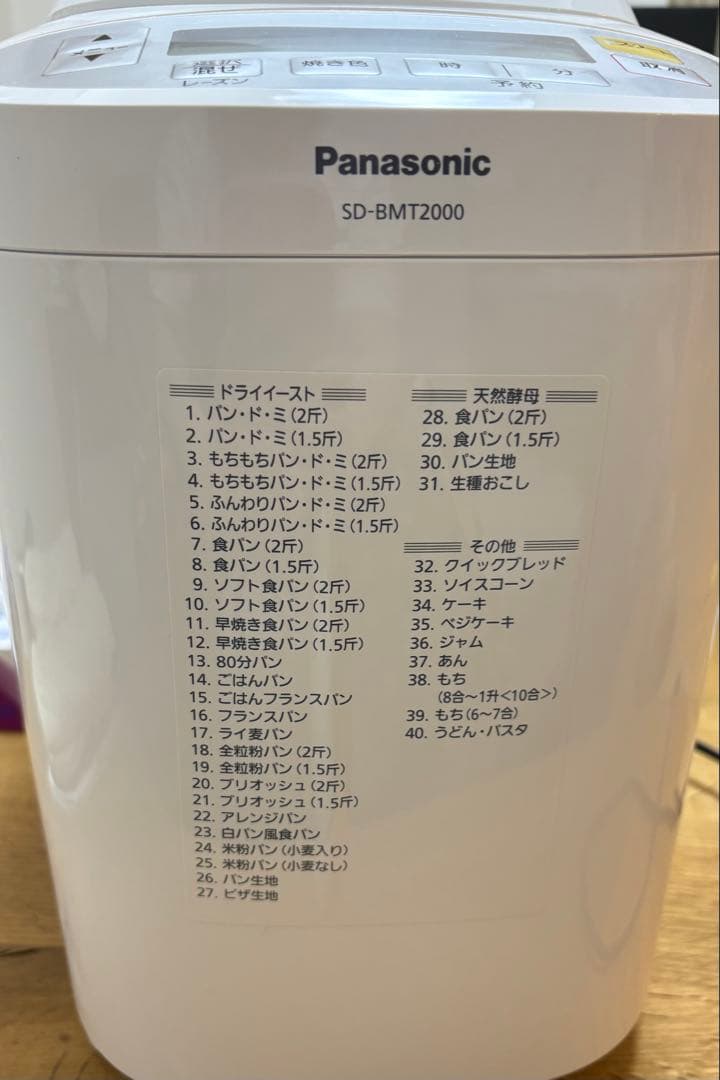 メニュー
選択
混ぜ
レーズン
焼き色
時
分
予約
スタート
取消
Panasonic
SD-BMT2000
ドライイースト
1. パン・ド・ミ(2斤)
2. パン・ド・ミ(1.5斤)
3. もちもちパン・ド・ミ(2斤)
4. もちもちパン・ド・ミ(1.5斤)
5. ふんわりパン・ド・ミ(2斤)
6. ふんわりパン・ド・ミ(1.5斤)
7. 食パン(2斤)
8. 食パン(1.5斤)
9. ソフト食パン(2斤)
10. ソフト食パン(1.5斤)
11. 早焼き食パン(2斤)
12. 早焼き食パン(1.5斤)
13. 80分パン
14. ごはんパン
15. ごはんフランスパン
16. フランスパン
17. ライ麦パン
18. 全粒粉パン(2斤)
19. 全粒粉パン(1.5斤)
20. ブリオッシュ(2斤)
21. ブリオッシュ(1.5斤)
22. アレンジパン
23. 白パン風食パン
24. 米粉パン(小麦入り)
25. 米粉パン(小麦なし)
26. パン生地
27. ピザ生地
天然酵母
28. 食パン(2斤)
29. 食パン(1.5斤)
30. パン生地
31. 生種おこし
その他
32. クイックブレッド
33. ソイスコーン
34. ケーキ
35. ベジケーキ
36. ジャム
37. あん
38. もち
(8合～1升<10合>)
39. もち(6～7合)
40. うどん・パスタ